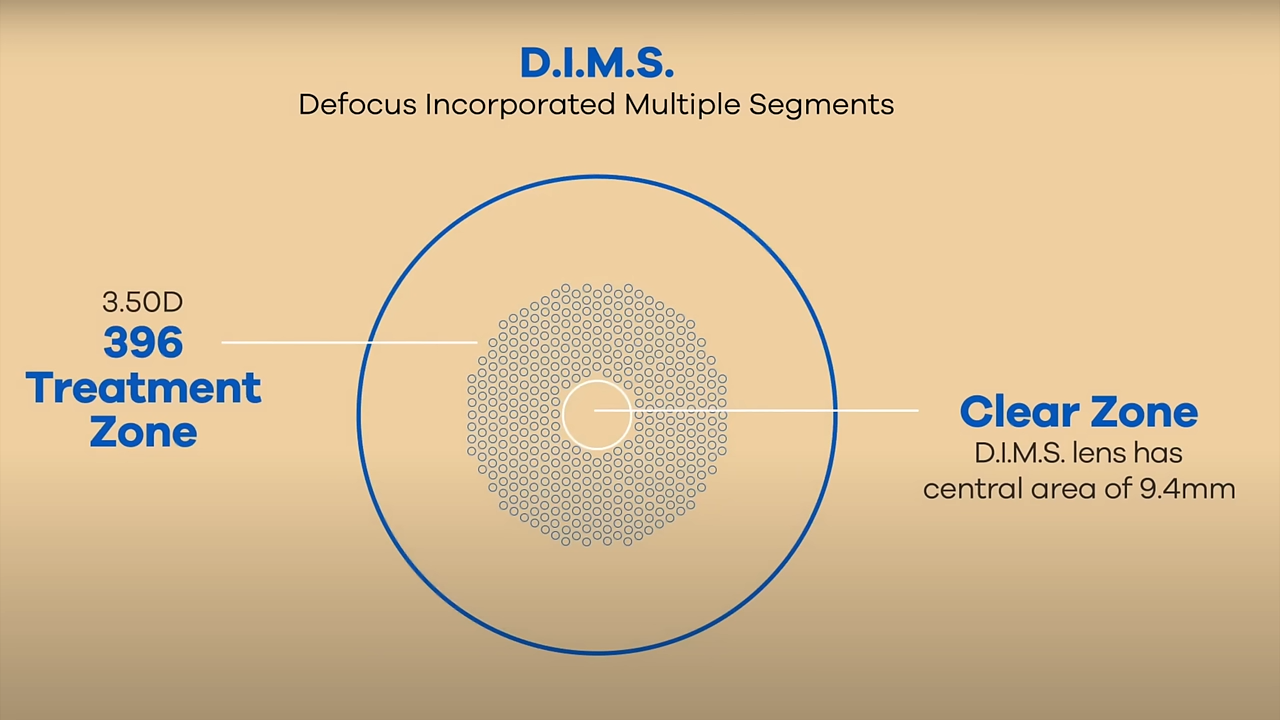 D.I.M.S.
Defocus Incorporated Multiple Segments
3.50D
396
Treatment
Zone
Clear Zone
D.I.M.S. lens has
central area of 9.4mm